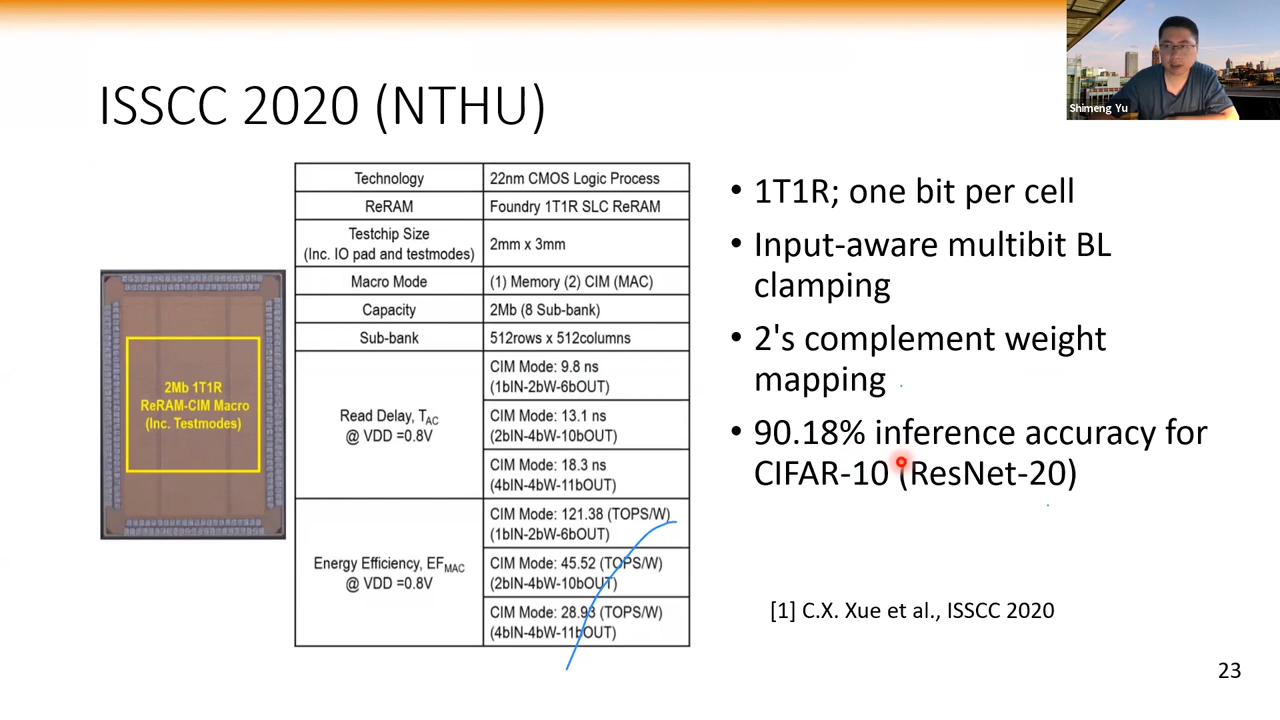 Shimeng Yu
ISSCC 2020 (NTHU)
2Mb 1T1R
ReRAM-CIM Macro
(Inc. Testmodes)
Technology 22nm CMOS Logic Process
ReRAM Foundry 1T1R SLC ReRAM
Testchip Size
(Inc. IO pad and testmodes) 2mm x 3mm
Macro Mode (1) Memory (2) CIM (MAC)
Capacity 2Mb (8 Sub-bank)
Sub-bank 512rows x 512columns
Read Delay, TAC
@ VDD =0.8V
CIM Mode: 9.8 ns
(1bIN-2bW-6bOUT)
CIM Mode: 13.1 ns
(2bIN-4bW-10bOUT)
CIM Mode: 18.3 ns
(4bIN-4bW-11bOUT)
Energy Efficiency, EFMAC
@ VDD =0.8V
CIM Mode: 121.38 (TOPS/W)
(1bIN-2bW-6bOUT)
CIM Mode: 45.52 (TOPS/W)
(2bIN-4bW-10bOUT)
CIM Mode: 28.93 (TOPS/W)
(4bIN-4bW-11bOUT)
• 1T1R; one bit per cell
• Input-aware multibit BL
clamping
• 2's complement weight
mapping
• 90.18% inference accuracy for
CIFAR-10 (ResNet-20)
[1] C.X. Xue et al., ISSCC 2020
23